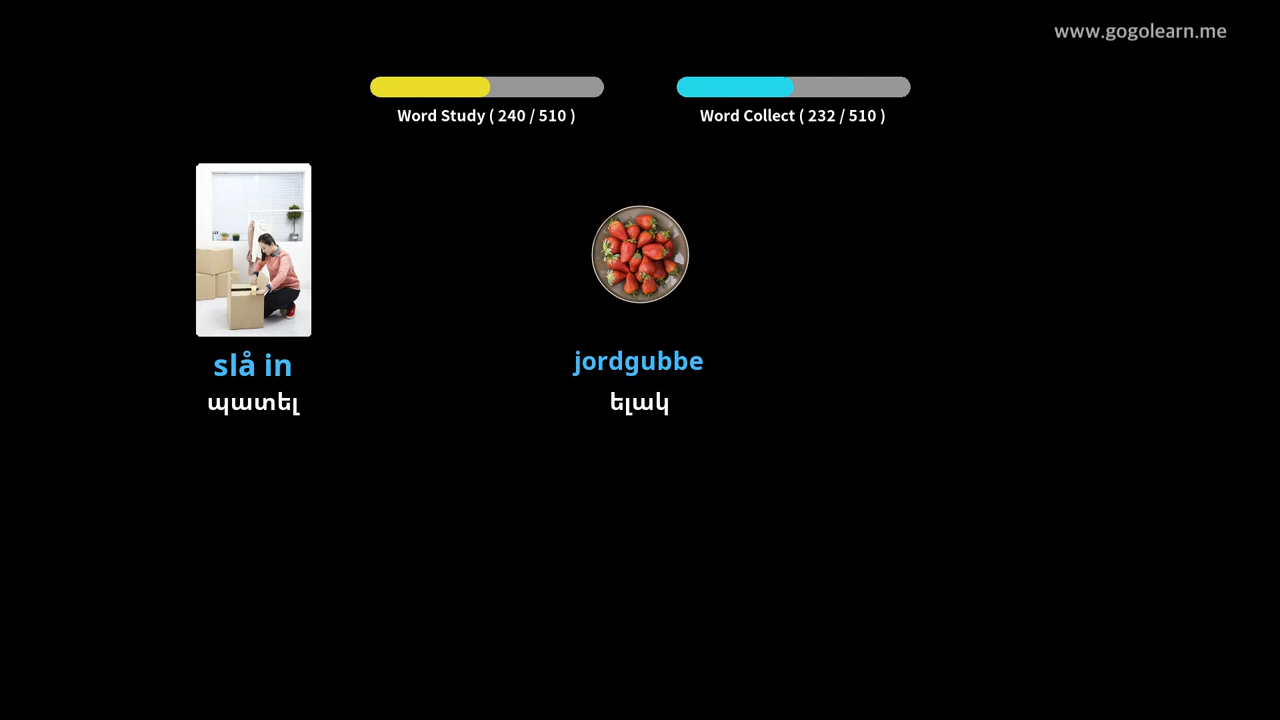 www.gogolearn.me
Word Study ( 240 / 510 )
Word Collect ( 232 / 510 )
slå in
պատել
jordgubbe
ելակ